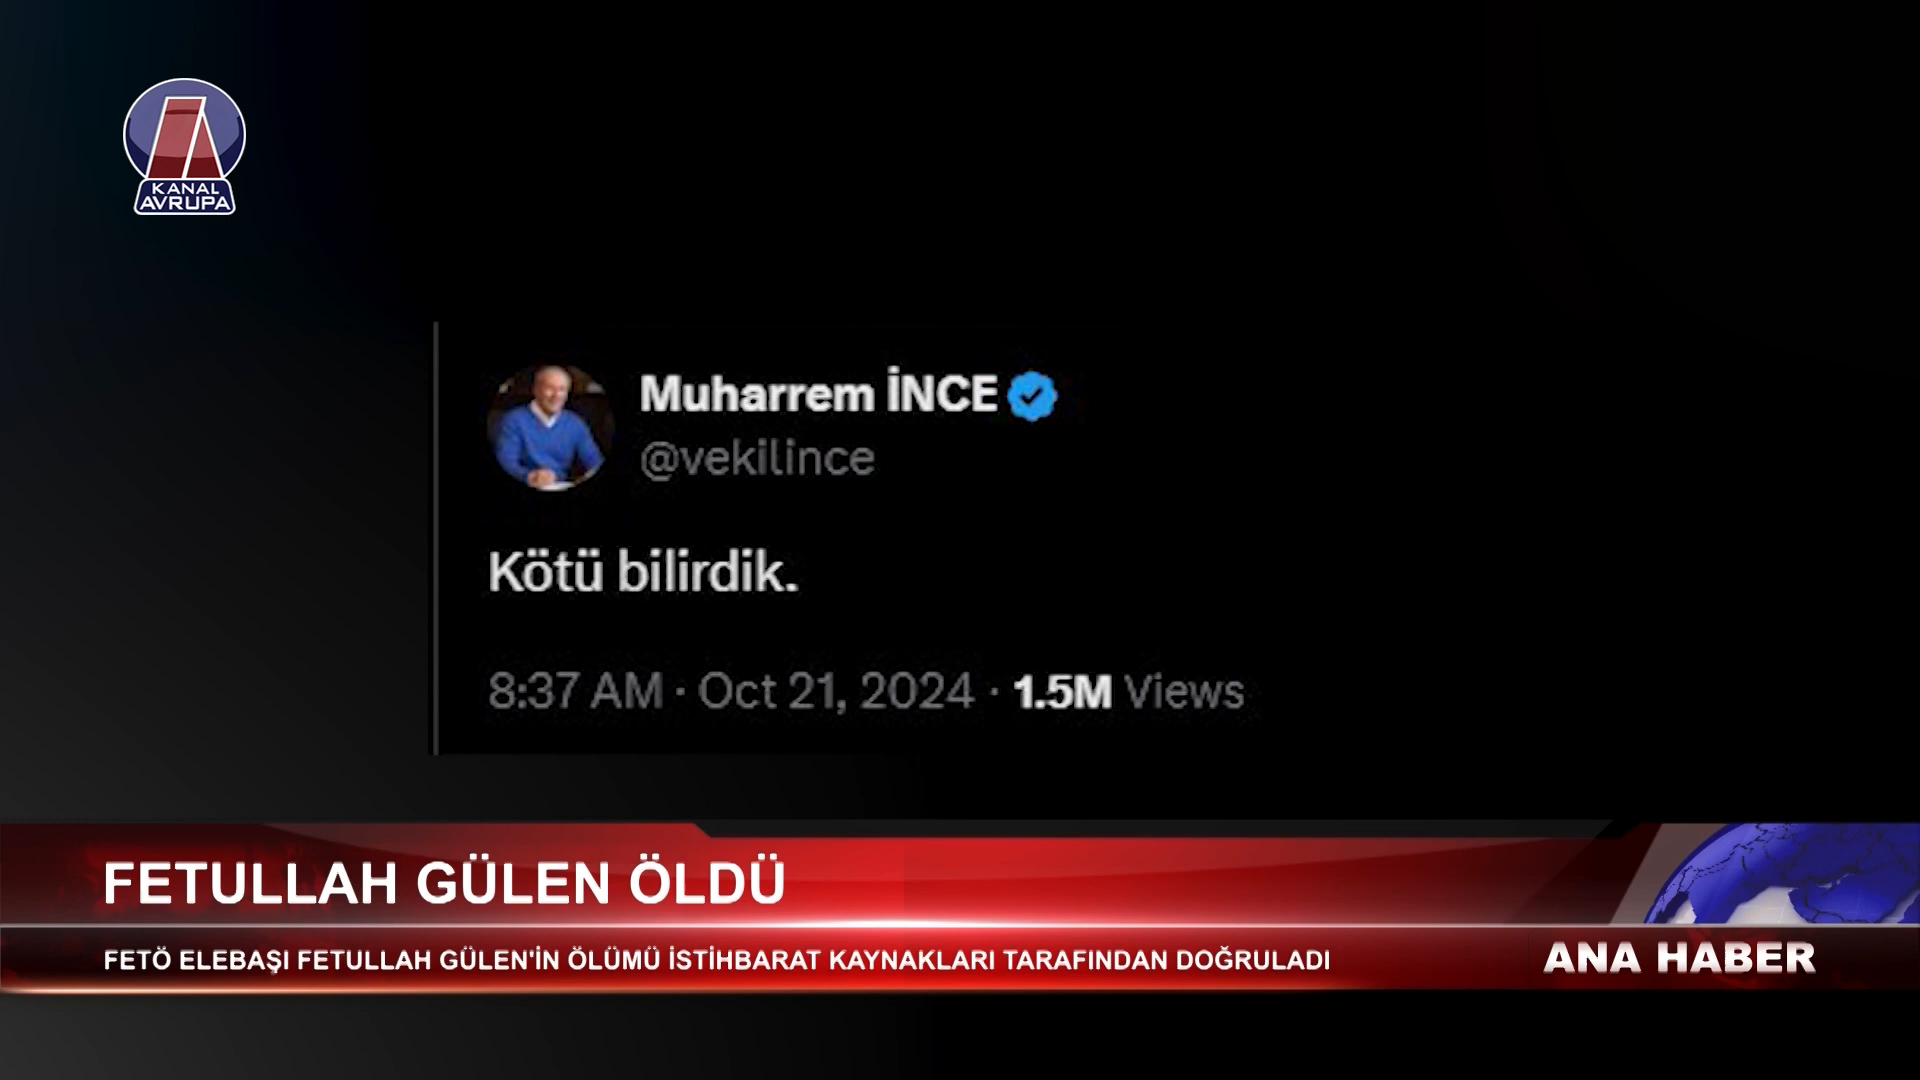 KANAL
AVRUPA
Muharrem İNCE
@vekilince
Kötü bilirdik.
8:37 AM · Oct 21, 2024 · 1.5M Views
FETULLAH GÜLEN ÖLDÜ
FETÖ ELEBAŞI FETULLAH GÜLEN'İN ÖLÜMÜ İSTİHBARAT KAYNAKLARI TARAFINDAN DOĞRULADI
ANA HABER